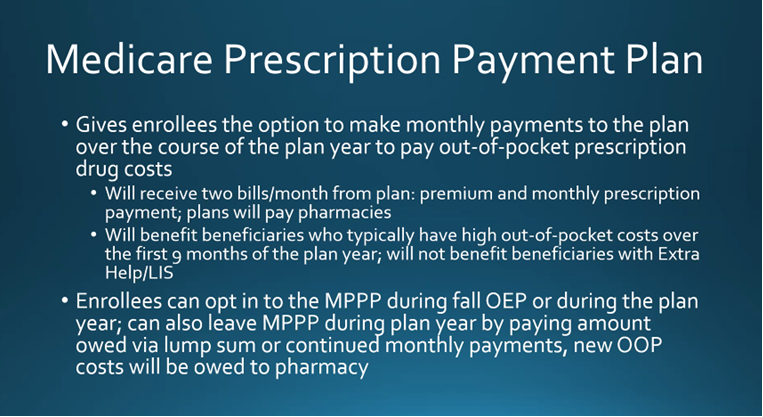 Medicare Prescription Payment Plan
• Gives enrollees the option to make monthly payments to the plan
over the course of the plan year to pay out-of-pocket prescription
drug costs
• Will receive two bills/month from plan: premium and monthly prescription
payment; plans will pay pharmacies
• Will benefit beneficiaries who typically have high out-of-pocket costs over
the first 9 months of the plan year; will not benefit beneficiaries with Extra
Help/LIS
• Enrollees can opt in to the MPPP during fall OEP or during the plan
year; can also leave MPPP during plan year by paying amount
owed via lump sum or continued monthly payments, new OOP
costs will be owed to pharmacy